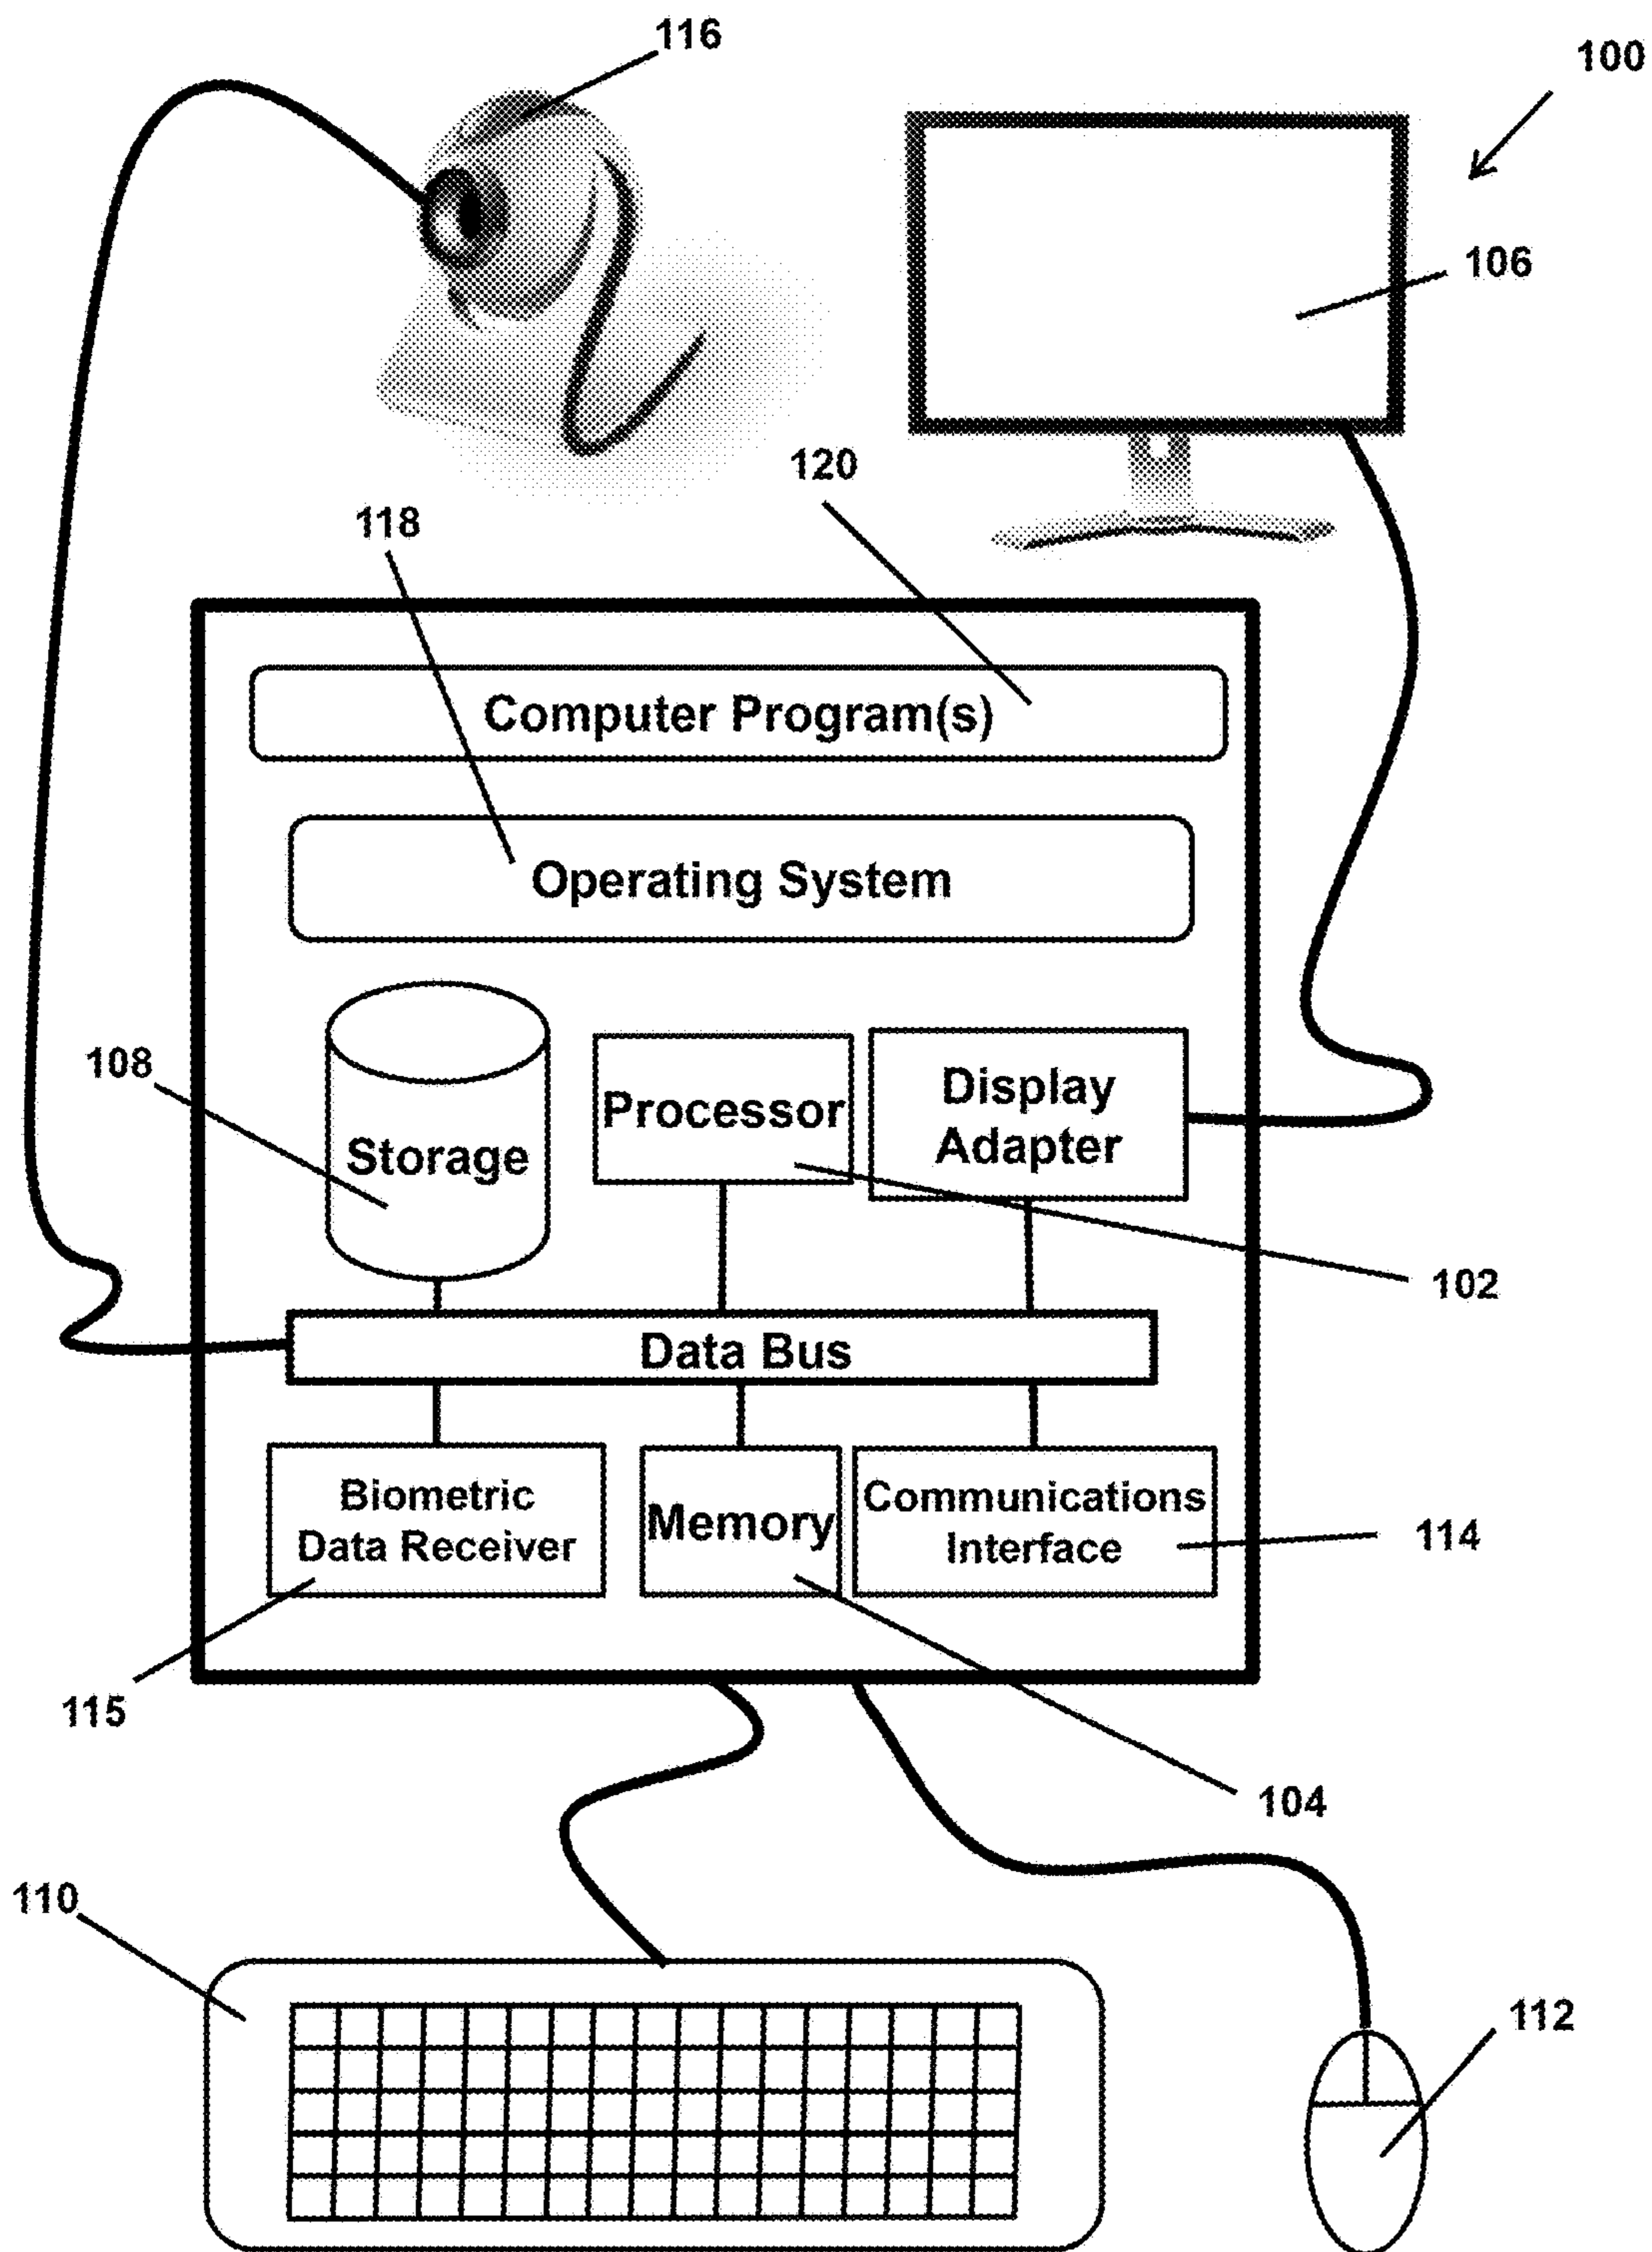 116
100
106
120
118
Computer Program(s)
Operating System
108
Storage
Processor
Display
Adapter
102
Data Bus
Biometric
Data Receiver
Memory
Communications
Interface
114
115
104
110
112